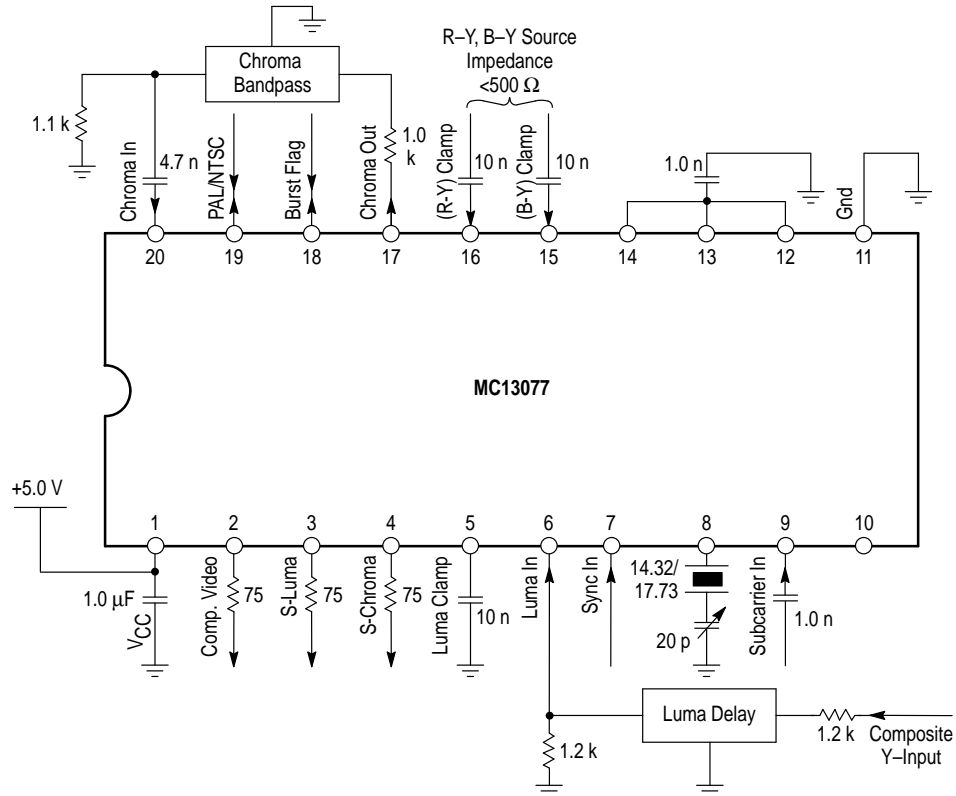 R–Y, B–Y Source
Impedance
<500 Ω
Chroma
Bandpass
1.1 k
Chroma In
4.7 n
PAL/NTSC
Burst Flag
Chroma Out
1.0
k
(R-Y) Clamp
10 n
(B-Y) Clamp
10 n
1.0 n
Gnd
20
19
18
17
16
15
14
13
12
11
MC13077
+5.0 V
1
2
3
4
5
6
7
8
9
10
1.0 µF
VCC
Comp. Video
75
S-Luma
75
S-Chroma
75
Luma Clamp
10 n
Luma In
Sync In
14.32/
17.73
20 p
Subcarrier In
1.0 n
1.2 k
Luma Delay
1.2 k
Composite
Y–Input